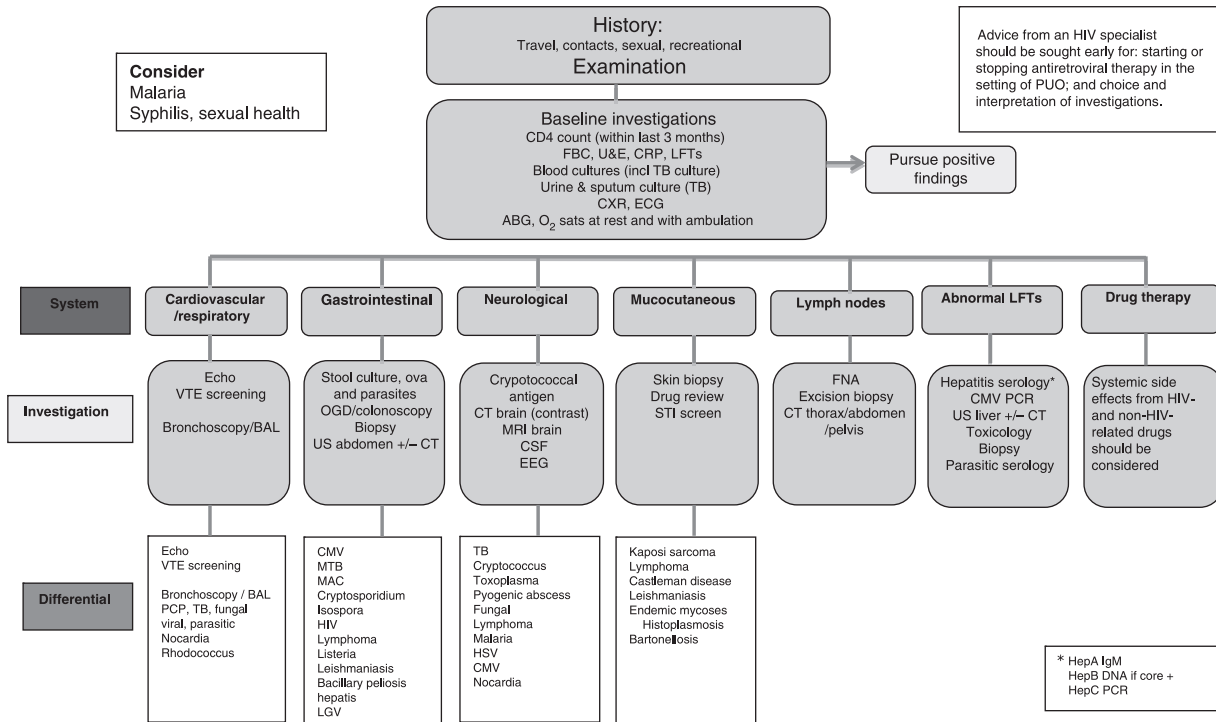 History:
Travel, contacts, sexual, recreational
Examination
Consider
Malaria
Syphilis, sexual health
Advice from an HIV specialist
should be sought early for: starting or
stopping antiretroviral therapy in the
setting of PUO; and choice and
interpretation of investigations.
Baseline investigations
CD4 count (within last 3 months)
FBC, U&E, CRP, LFTs
Blood cultures (incl TB culture)
Urine & sputum culture (TB)
CXR, ECG
ABG, O2 sats at rest and with ambulation
Pursue positive
findings
System
Cardiovascular
/respiratory
Gastrointestinal
Neurological
Mucocutaneous
Lymph nodes
Abnormal LFTs
Drug therapy
Investigation
Echo
VTE screening
Bronchoscopy/BAL
Stool culture, ova
and parasites
OGD/colonoscopy
Biopsy
US abdomen +/– CT
Crypotococcal
antigen
CT brain (contrast)
MRI brain
CSF
EEG
Skin biopsy
Drug review
STI screen
FNA
Excision biopsy
CT thorax/abdomen
/pelvis
Hepatitis serology*
CMV PCR
US liver +/– CT
Toxicology
Biopsy
Parasitic serology
Systemic side
effects from HIV-
and non-HIV-
related drugs
should be
considered
Differential
Echo
VTE screening
Bronchoscopy / BAL
PCP, TB, fungal
viral, parasitic
Nocardia
Rhodococcus
CMV
MTB
MAC
Cryptosporidium
Isospora
HIV
Lymphoma
Listeria
Leishmaniasis
Bacillary peliosis
hepatis
LGV
TB
Cryptococcus
Toxoplasma
Pyogenic abscess
Fungal
Lymphoma
Malaria
HSV
CMV
Nocardia
Kaposi sarcoma
Lymphoma
Castleman disease
Leishmaniasis
Endemic mycoses
Histoplasmosis
Bartonellosis
* HepA IgM
HepB DNA if core +
HepC PCR